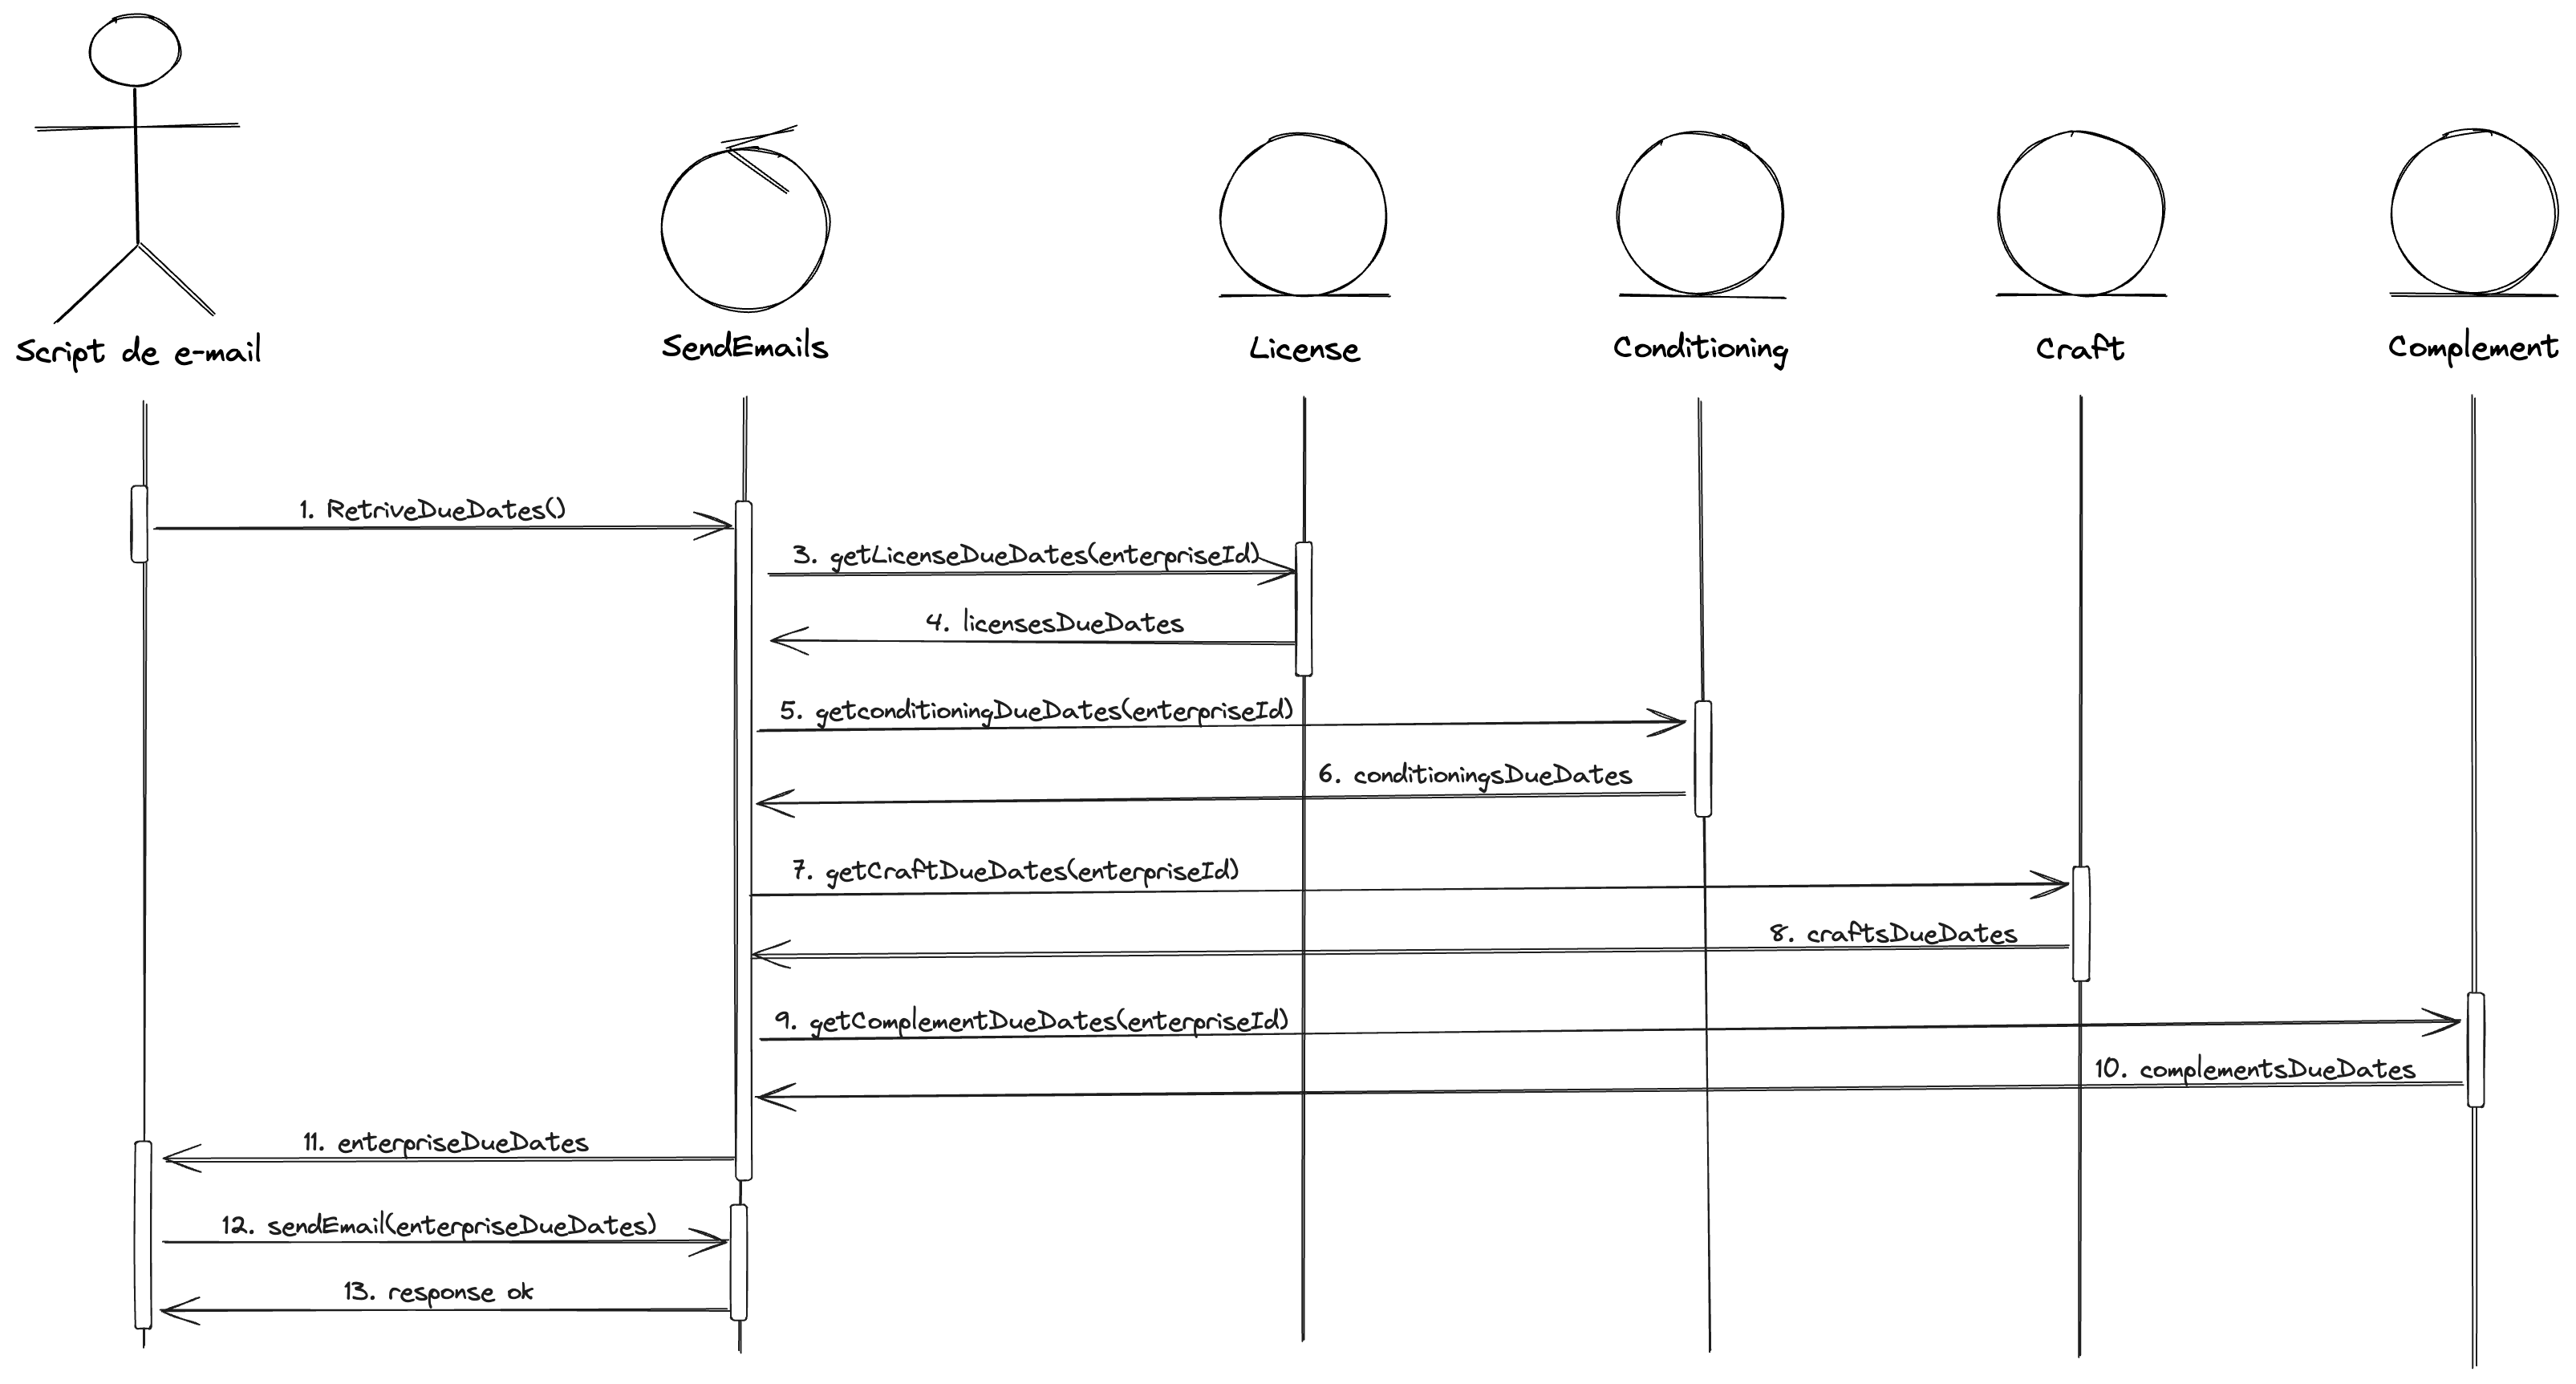 Script de e-mail
SendEmails
License
Conditioning
Craft
Complement
1. RetriveDueDates()
3. getLicenseDueDates(enterpriseId)
4. licensesDueDates
5. getconditioningDueDates(enterpriseId)
6. conditioningsDueDates
7. getCraftDueDates(enterpriseId)
8. craftsDueDates
9. getComplementDueDates(enterpriseId)
10. complementsDueDates
11. enterpriseDueDates
12. sendEmail(enterpriseDueDates)
13. response ok